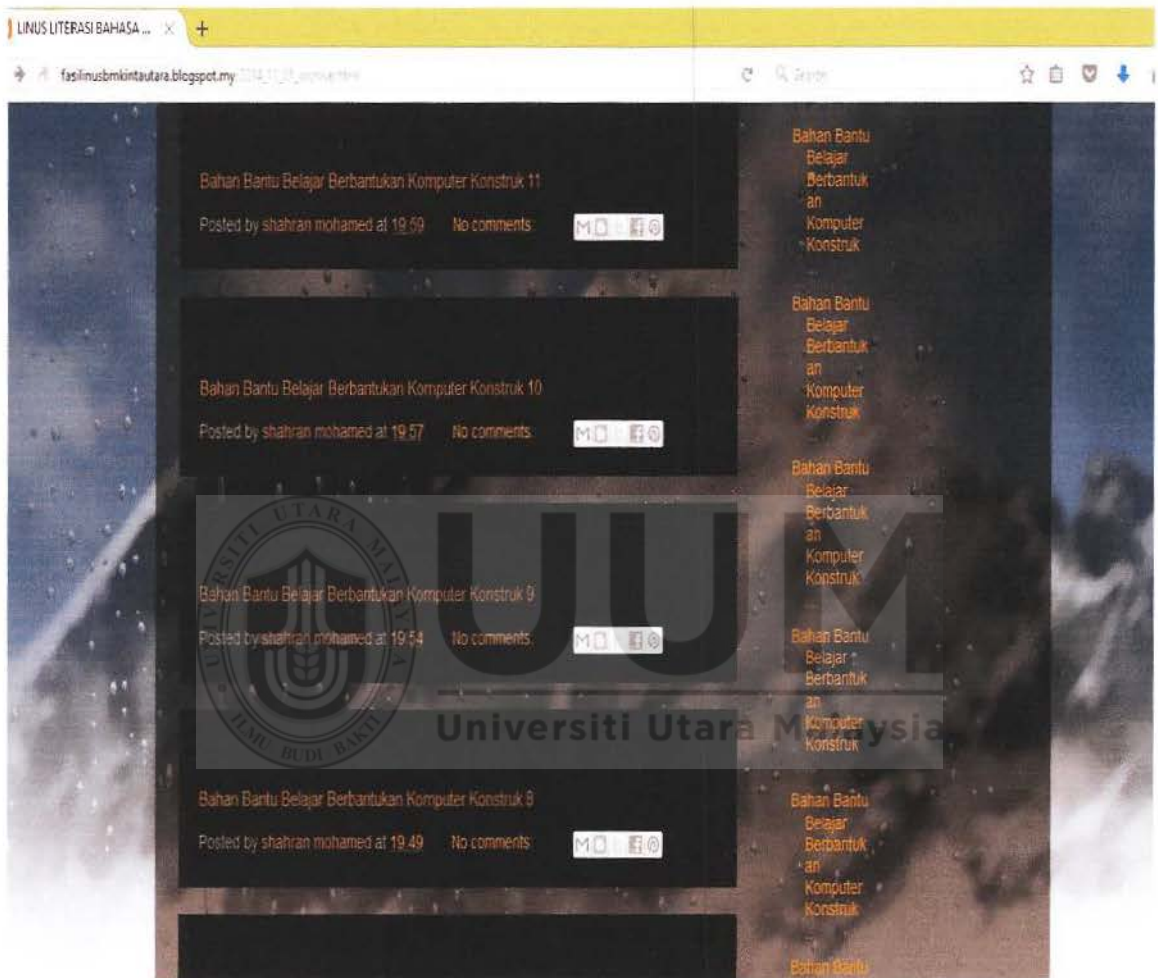 LINUS LITERASI BAHASA ...
fasilinusbmkintautara.blogspot.my
Bahan Bantu Belajar Berbantukan Komputer Konstruk 11
Posted by shahran mohamed at 19:59 No comments:
Bahan Bantu Belajar Berbantukan Komputer Konstruk 10
Posted by shahran mohamed at 19:57 No comments:
Bahan Bantu Belajar Berbantukan Komputer Konstruk 9
Posted by shahran mohamed at 19:54 No comments:
Bahan Bantu Belajar Berbantukan Komputer Konstruk 8
Posted by shahran mohamed at 19:49 No comments:
Bahan Bantu
Belajar
Berbantuk
an
Komputer
Konstruk
Bahan Bantu
Belajar
Berbantuk
an
Komputer
Konstruk
Bahan Bantu
Belajar
Berbantuk
an
Komputer
Konstruk
Bahan Bantu
Belajar
Berbantuk
an
Komputer
Konstruk
Bahan Bantu
Belajar
Berbantuk
an
Komputer
Konstruk
Bahan Bantu
UNIVERSITI UTARA MALAYSIA
ILMU BUDI BAKTI
UUM
Universiti Utara Malaysia